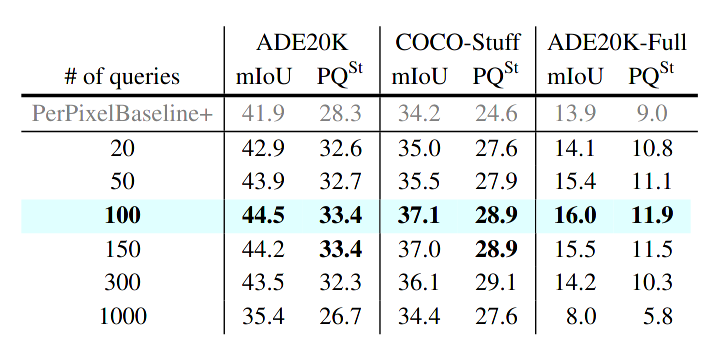 ADE20K COCO-Stuff ADE20K-Full
# of queries mIoU PQSt mIoU PQSt mIoU PQSt
PerPixelBaseline+ 41.9 28.3 34.2 24.6 13.9 9.0
20 42.9 32.6 35.0 27.6 14.1 10.8
50 43.9 32.7 35.5 27.9 15.4 11.1
100 44.5 33.4 37.1 28.9 16.0 11.9
150 44.2 33.4 37.0 28.9 15.5 11.5
300 43.5 32.3 36.1 29.1 14.2 10.3
1000 35.4 26.7 34.4 27.6 8.0 5.8